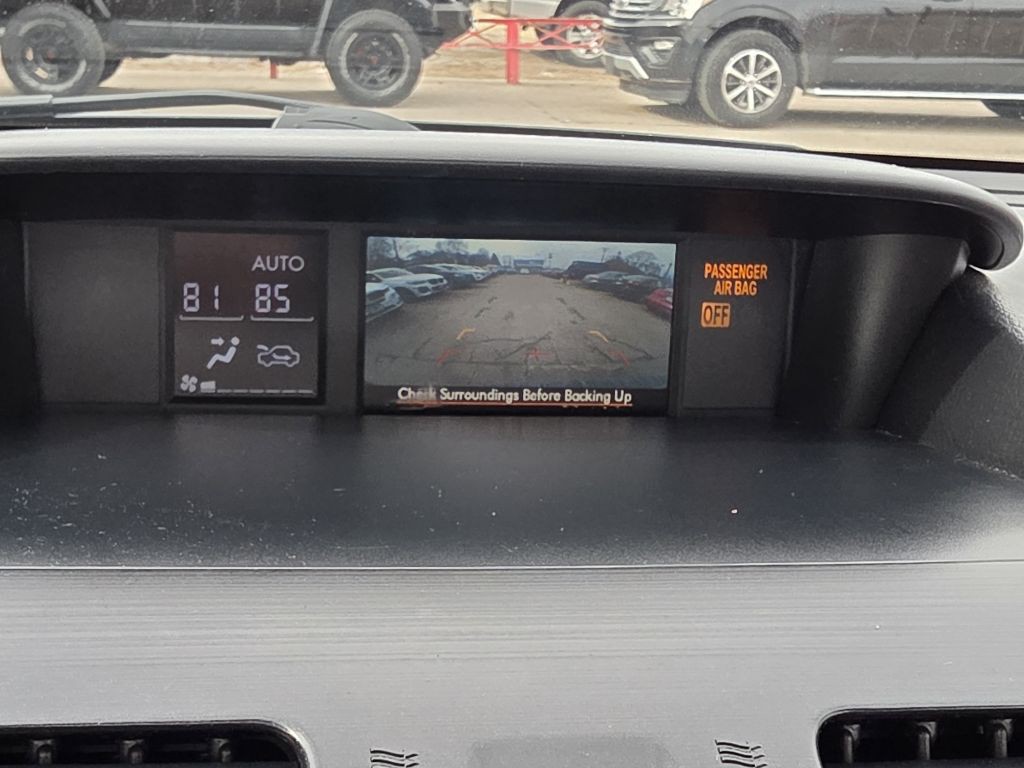 AUTO
81 85
Check Surroundings Before Backing Up
PASSENGER
AIR BAG
OFF